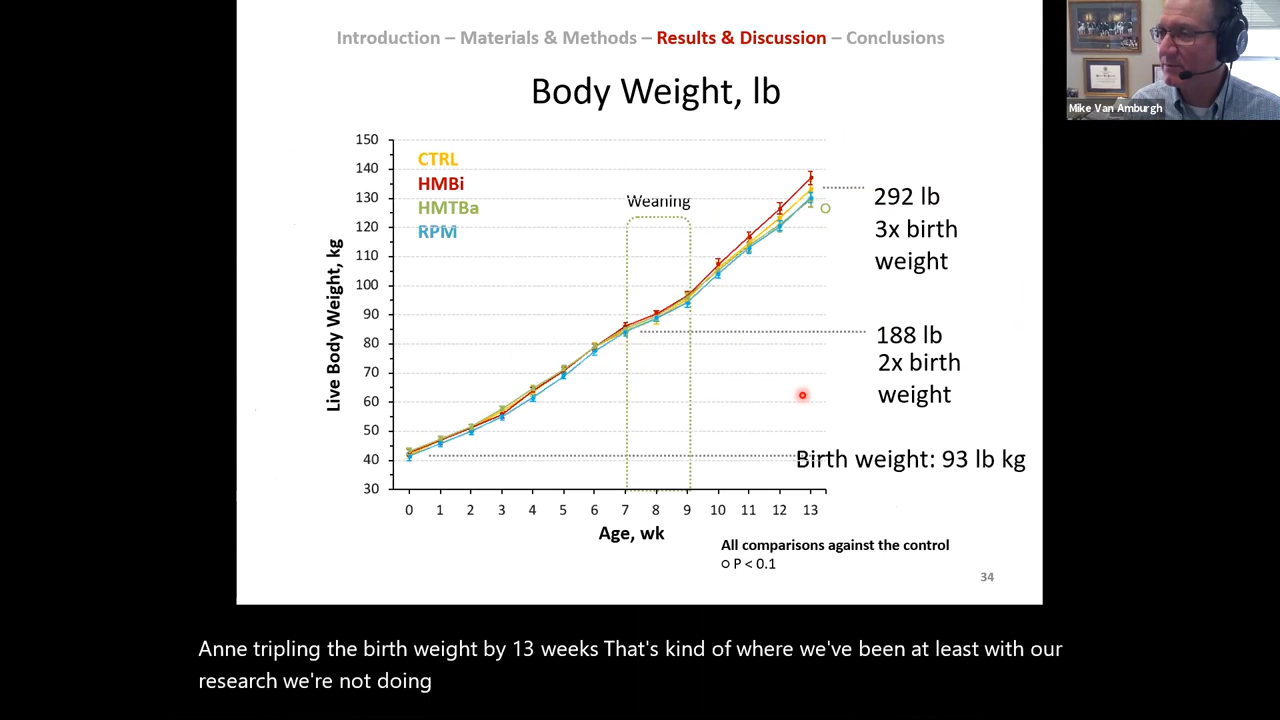 Introduction – Materials & Methods – Results & Discussion – Conclusions
Mike Van Amburgh
Body Weight, lb
150
140
130
120
110
100
90
80
70
60
50
40
30
Live Body Weight, kg
CTRL
HMBi
HMTBa
RPM
Weaning
292 lb
3x birth
weight
188 lb
2x birth
weight
Birth weight: 93 lb kg
0 1 2 3 4 5 6 7 8 9 10 11 12 13
Age, wk
All comparisons against the control
○ P < 0.1
34
Anne tripling the birth weight by 13 weeks That's kind of where we've been at least with our
research we're not doing